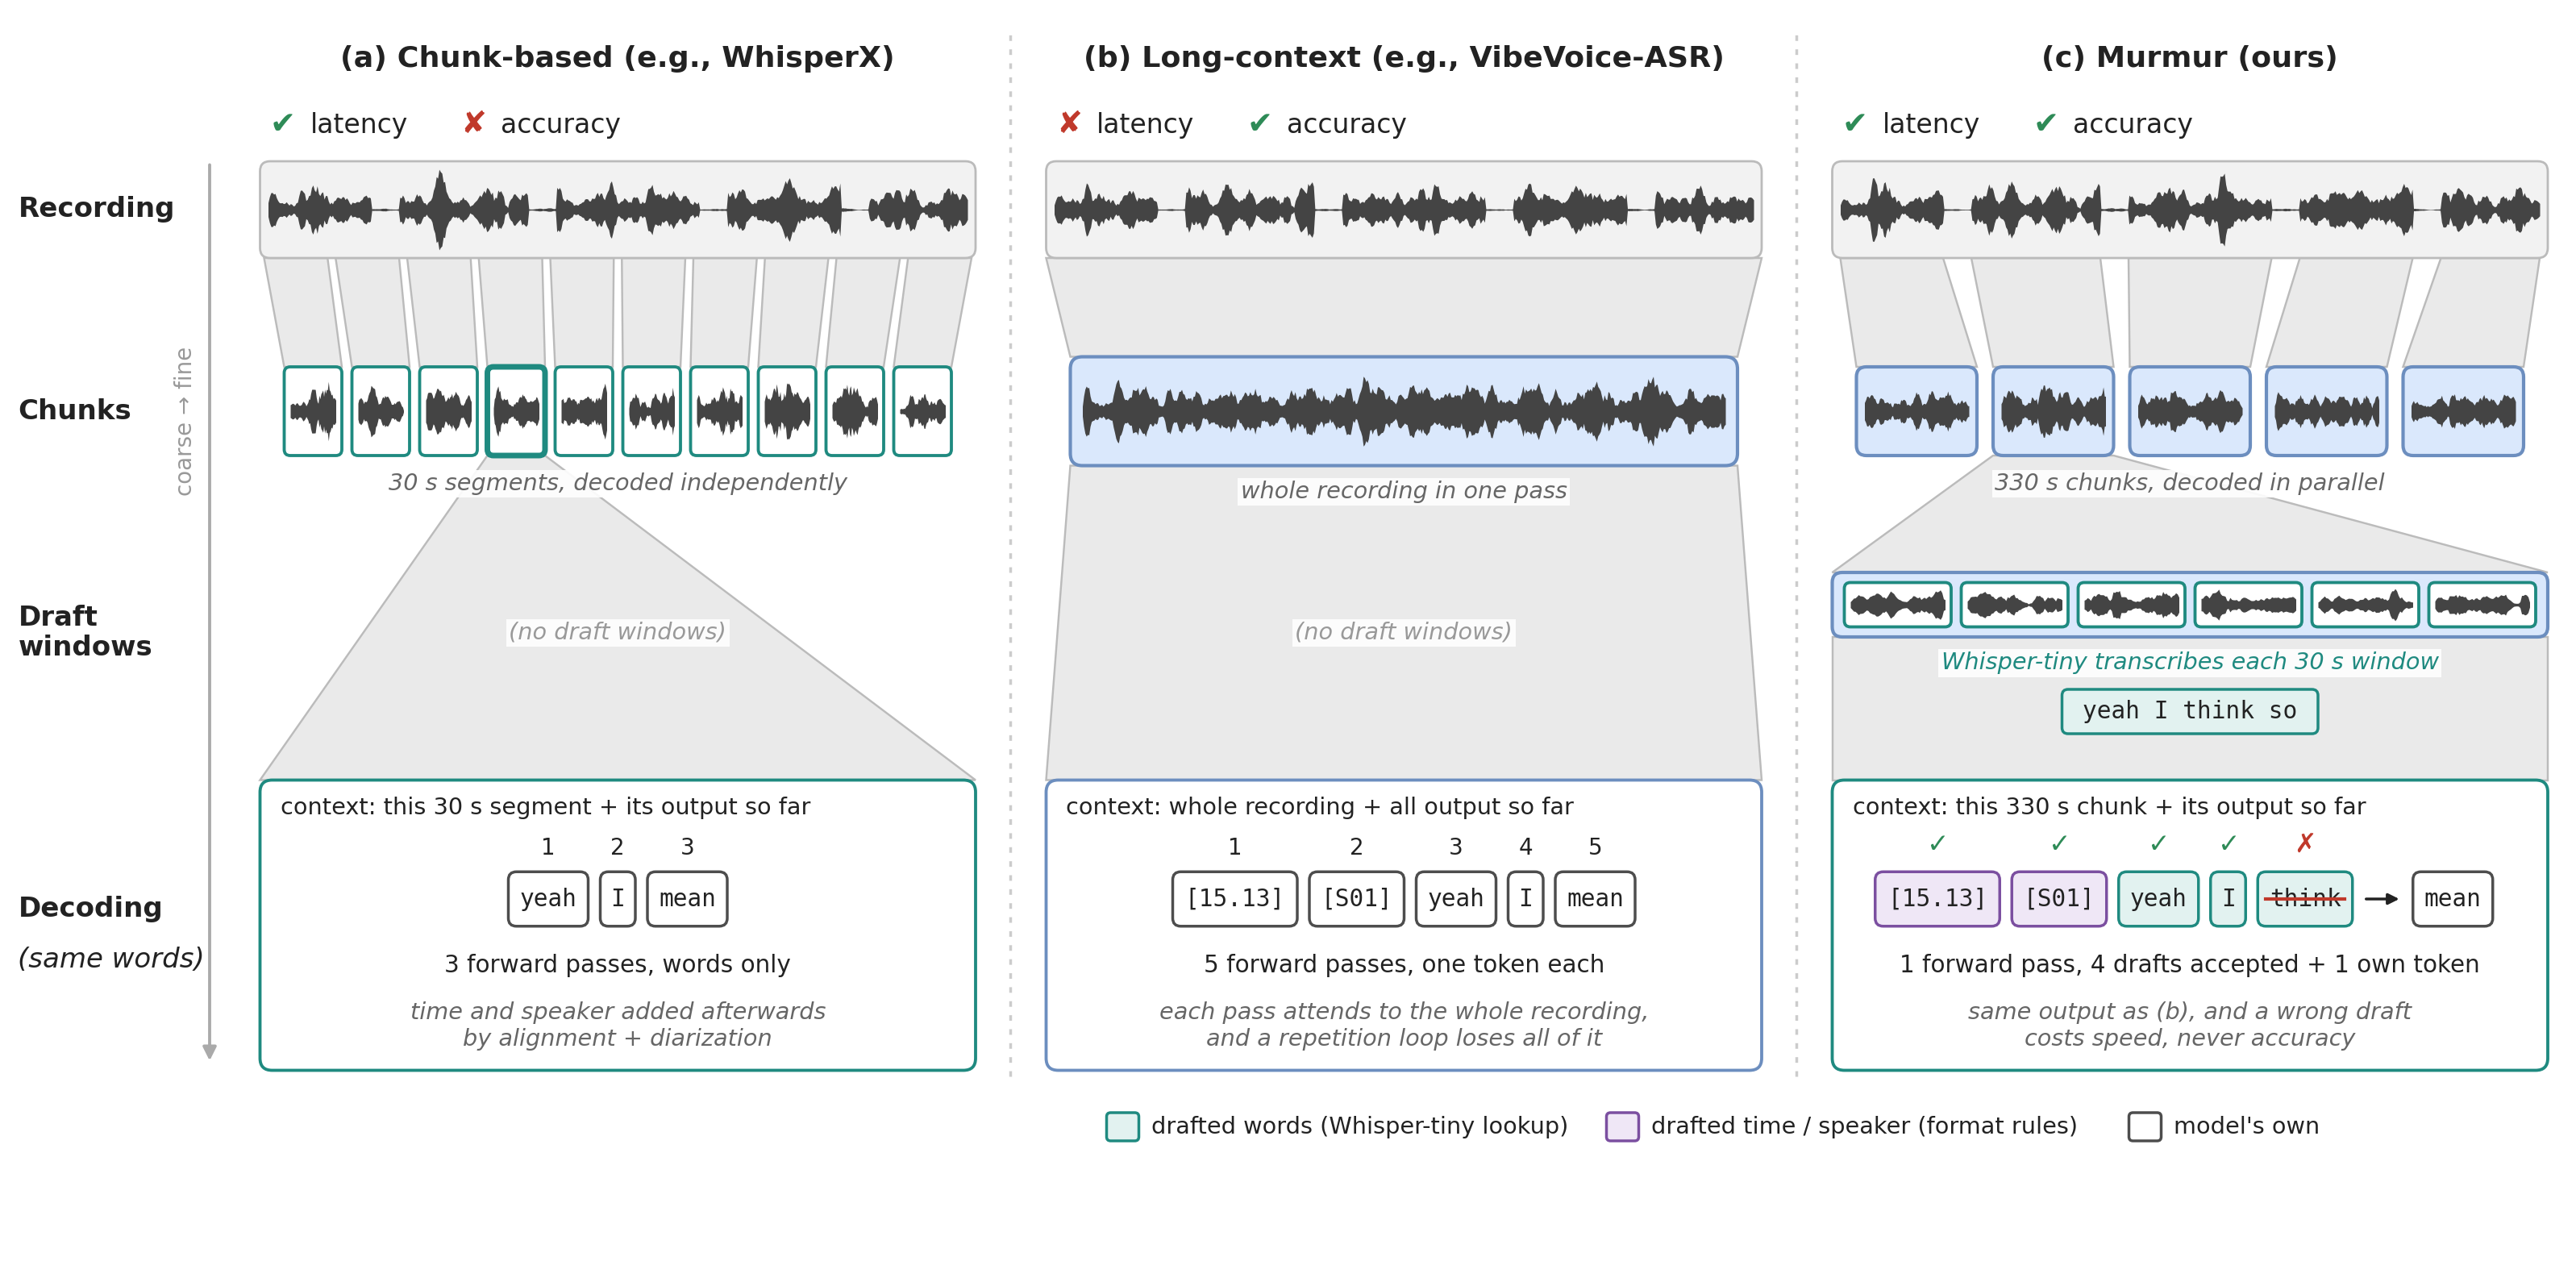 (a) Chunk-based (e.g., WhisperX)
✔ latency ✘ accuracy
(b) Long-context (e.g., VibeVoice-ASR)
✘ latency ✔ accuracy
(c) Murmur (ours)
✔ latency ✔ accuracy
coarse → fine
Recording
Chunks
30 s segments, decoded independently
whole recording in one pass
330 s chunks, decoded in parallel
Draft
windows
(no draft windows)
(no draft windows)
Whisper-tiny transcribes each 30 s window
yeah I think so
Decoding
(same words)
context: this 30 s segment + its output so far
1 2 3
yeah I mean
3 forward passes, words only
time and speaker added afterwards
by alignment + diarization
context: whole recording + all output so far
1 2 3 4 5
[15.13] [S01] yeah I mean
5 forward passes, one token each
each pass attends to the whole recording,
and a repetition loop loses all of it
context: this 330 s chunk + its output so far
✓ ✓ ✓ ✓ ✗
[15.13] [S01] yeah I think → mean
1 forward pass, 4 drafts accepted + 1 own token
same output as (b), and a wrong draft
costs speed, never accuracy
drafted words (Whisper-tiny lookup)
drafted time / speaker (format rules)
model's own